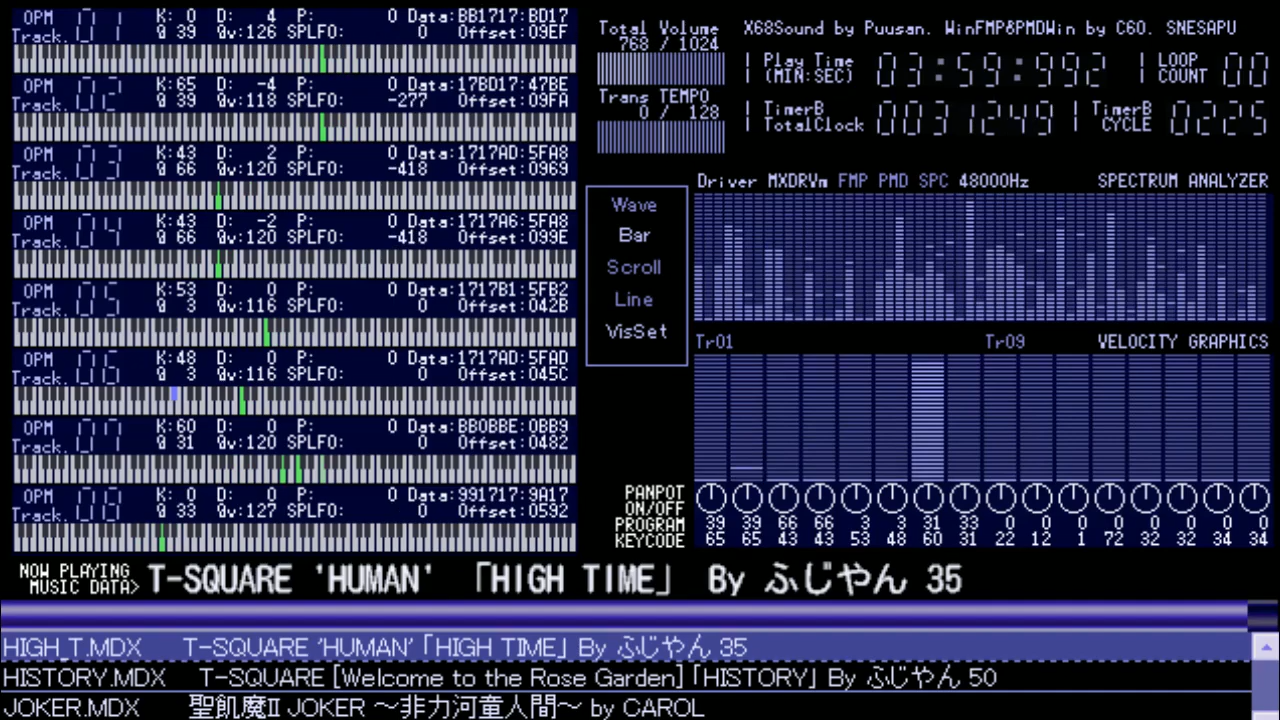 OPM Track. 01 K: 0 D: 4 P: 0 Data:BB1717:BD17
@ 39 @v:126 SPLFO: 0 Offset:09EF
OPM Track. 02 K:65 D: -4 P: 0 Data:17BD17:47BE
@ 39 @v:118 SPLFO: -277 Offset:09FA
OPM Track. 03 K:43 D: 2 P: 0 Data:1717AD:5FA8
@ 66 @v:120 SPLFO: -418 Offset:0969
OPM Track. 04 K:43 D: -2 P: 0 Data:1717A6:5FA8
@ 66 @v:120 SPLFO: -418 Offset:099E
OPM Track. 05 K:53 D: 0 P: 0 Data:1717B1:5FB2
@ 3 @v:116 SPLFO: 0 Offset:042B
OPM Track. 06 K:48 D: 0 P: 0 Data:1717AD:5FAD
@ 3 @v:116 SPLFO: 0 Offset:045C
OPM Track. 07 K:60 D: 0 P: 0 Data:BB0BBE:0BB9
@ 31 @v:120 SPLFO: 0 Offset:0482
OPM Track. 08 K: 0 D: 0 P: 0 Data:991717:9A17
@ 33 @v:127 SPLFO: 0 Offset:0592
Total Volume
768 / 1024
Trans TEMPO
0 / 128
X68Sound by Puusan. WinFMP&PMDWin by C60. SNESAPU
Play Time (MIN:SEC) 03:59:992
LOOP COUNT 00
TimerB TotalClock 0031249
TimerB CYCLE 0225
Wave
Bar
Scroll
Line
VisSet
Driver MXDRVm FMP PMD SPC 48000Hz SPECTRUM ANALYZER
Tr01 Tr09 VELOCITY GRAPHICS
PANPOT
ON/OFF
PROGRAM 39 39 66 66 3 3 31 33 0 0 0 0 0 0 0 0
KEYCODE 65 65 43 43 53 48 60 31 22 12 1 72 32 32 34 34
NOW PLAYING MUSIC DATA> T-SQUARE 'HUMAN' 「HIGH TIME」 By ふじやん 35
HIGH_T.MDX T-SQUARE 'HUMAN' 「HIGH TIME」 By ふじやん 35
HISTORY.MDX T-SQUARE [Welcome to the Rose Garden] 「HISTORY」 By ふじやん 50
JOKER.MDX 聖飢魔II JOKER ～非力河童人間～ by CAROL